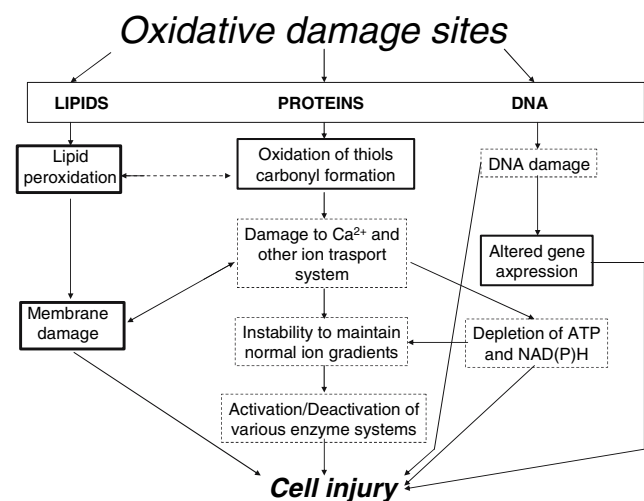 Oxidative damage sites
LIPIDS PROTEINS DNA
Lipid
peroxidation
Oxidation of thiols
carbonyl formation
DNA damage
Damage to Ca²⁺ and
other ion trasport
system
Altered gene
axpression
Membrane
damage
Instability to maintain
normal ion gradients
Depletion of ATP
and NAD(P)H
Activation/Deactivation of
various enzyme systems
Cell injury